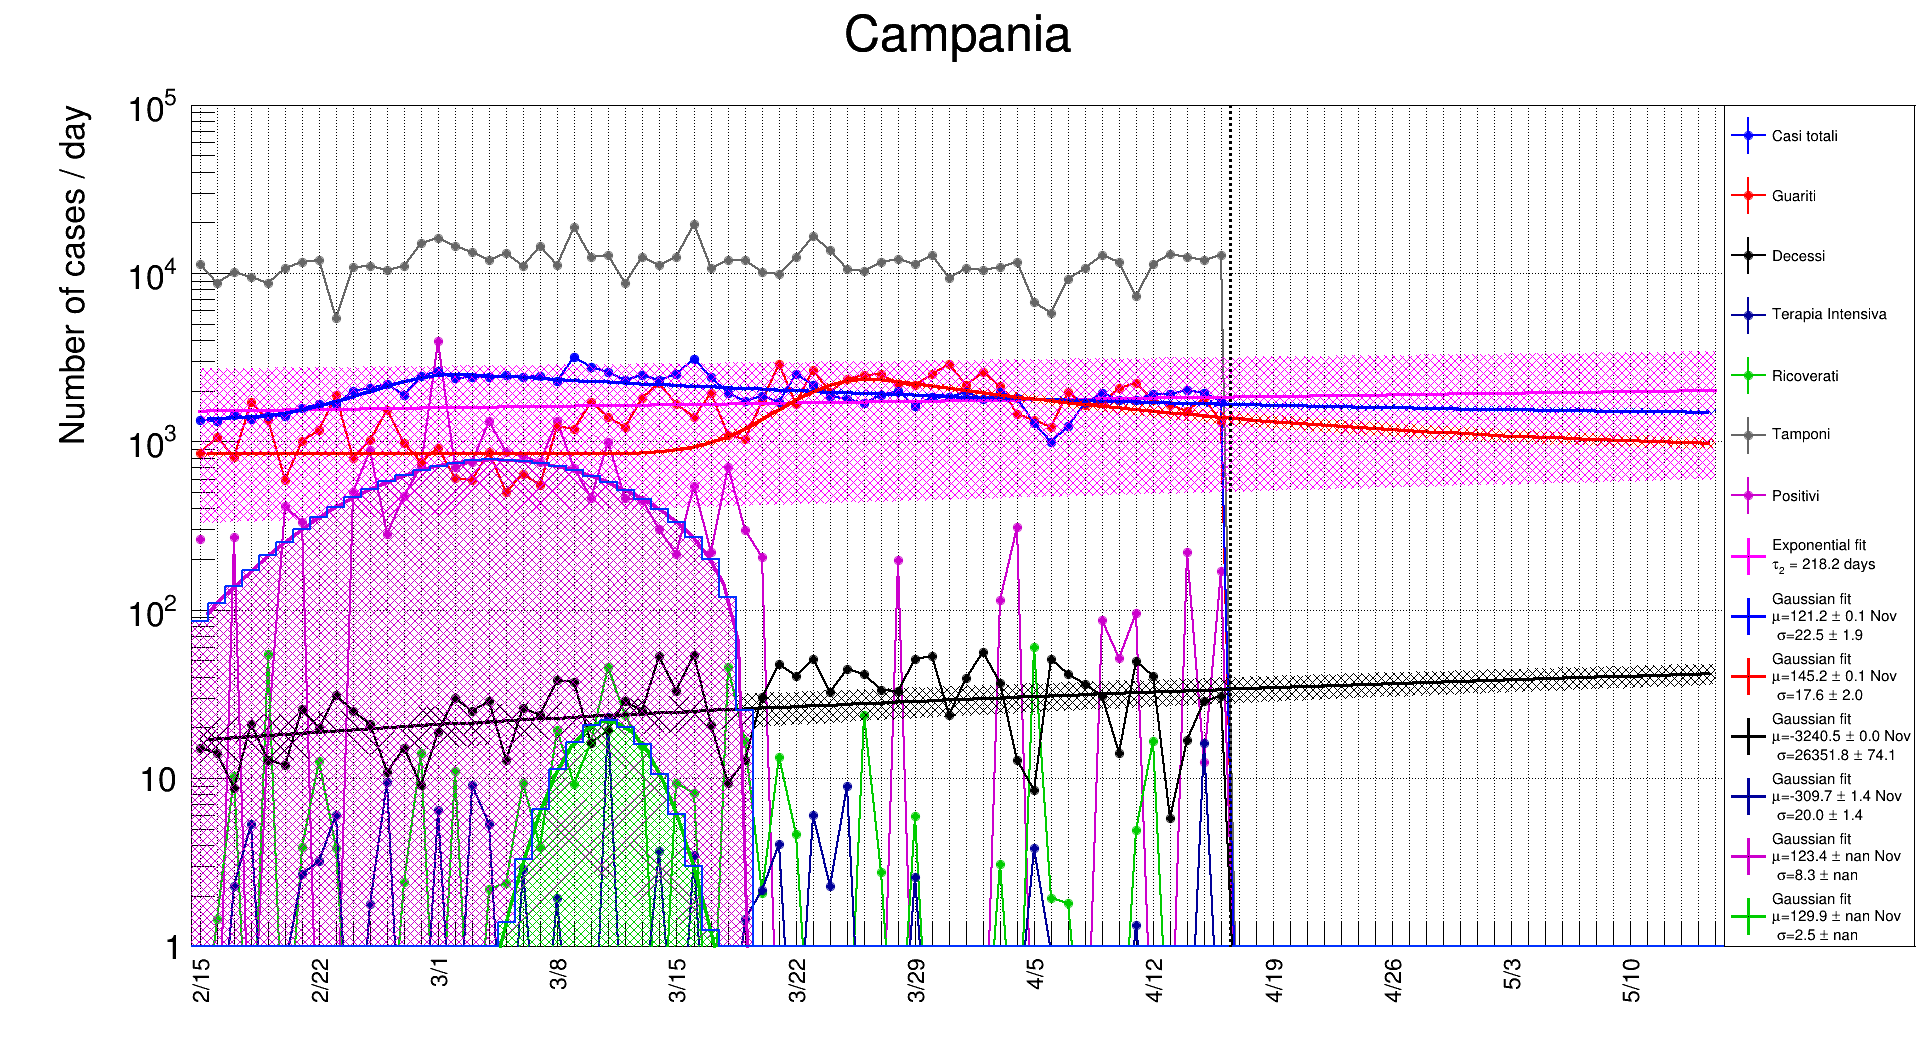 Campania
Number of cases / day
10^5
10^4
10^3
10^2
10
1
2/15
2/22
3/1
3/8
3/15
3/22
3/29
4/5
4/12
4/19
4/26
5/3
5/10
Casi totali
Guariti
Decessi
Terapia Intensiva
Ricoverati
Tamponi
Positivi
Exponential fit
τ₂ = 218.2 days
Gaussian fit
μ=121.2 ± 0.1 Nov
σ=22.5 ± 1.9
Gaussian fit
μ=145.2 ± 0.1 Nov
σ=17.6 ± 2.0
Gaussian fit
μ=-3240.5 ± 0.0 Nov
σ=26351.8 ± 74.1
Gaussian fit
μ=-309.7 ± 1.4 Nov
σ=20.0 ± 1.4
Gaussian fit
μ=123.4 ± nan Nov
σ=8.3 ± nan
Gaussian fit
μ=129.9 ± nan Nov
σ=2.5 ± nan